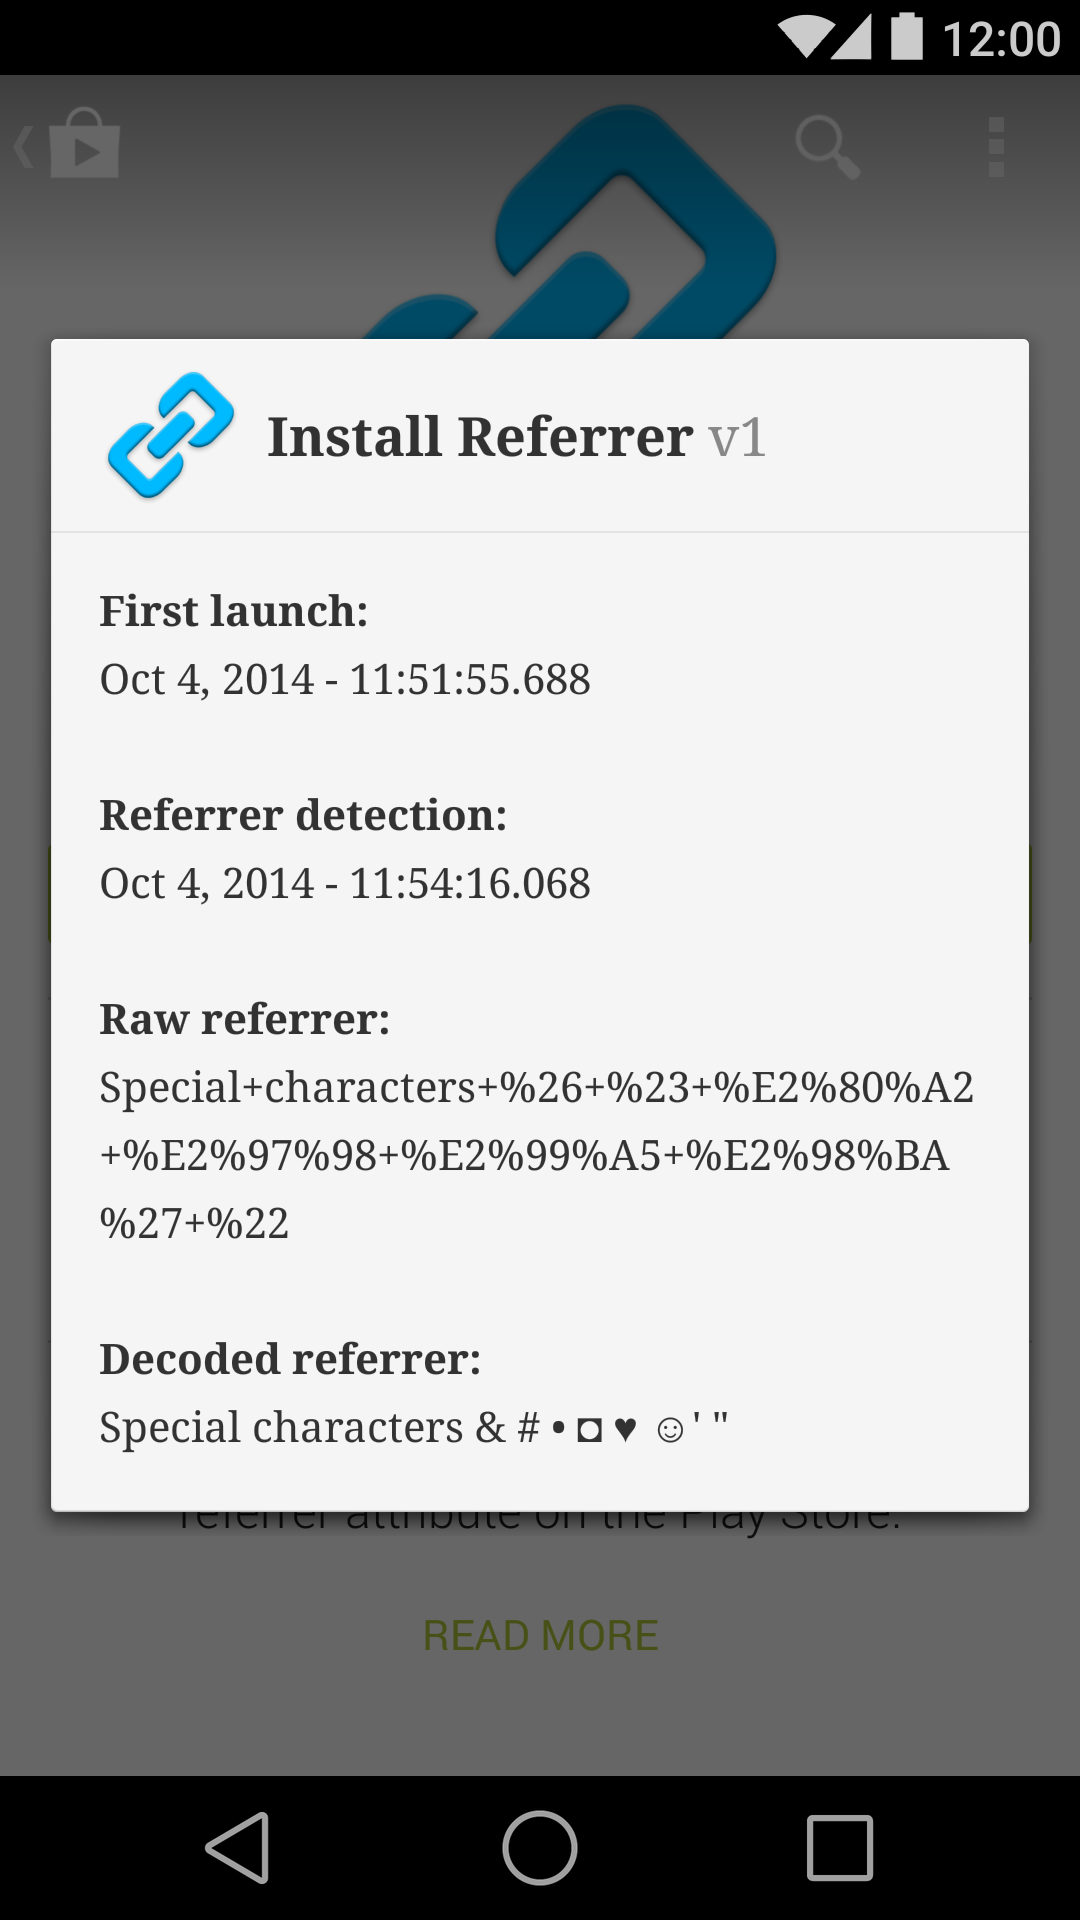 12:00
Install Referrer v1
First launch:
Oct 4, 2014 - 11:51:55.688
Referrer detection:
Oct 4, 2014 - 11:54:16.068
Raw referrer:
Special+characters+%26+%23+%E2%80%A2
+%E2%97%98+%E2%99%A5+%E2%98%BA
%27+%22
Decoded referrer:
Special characters & # • ◘ ♥ ☺' "
referrer attribute on the Play Store.
READ MORE